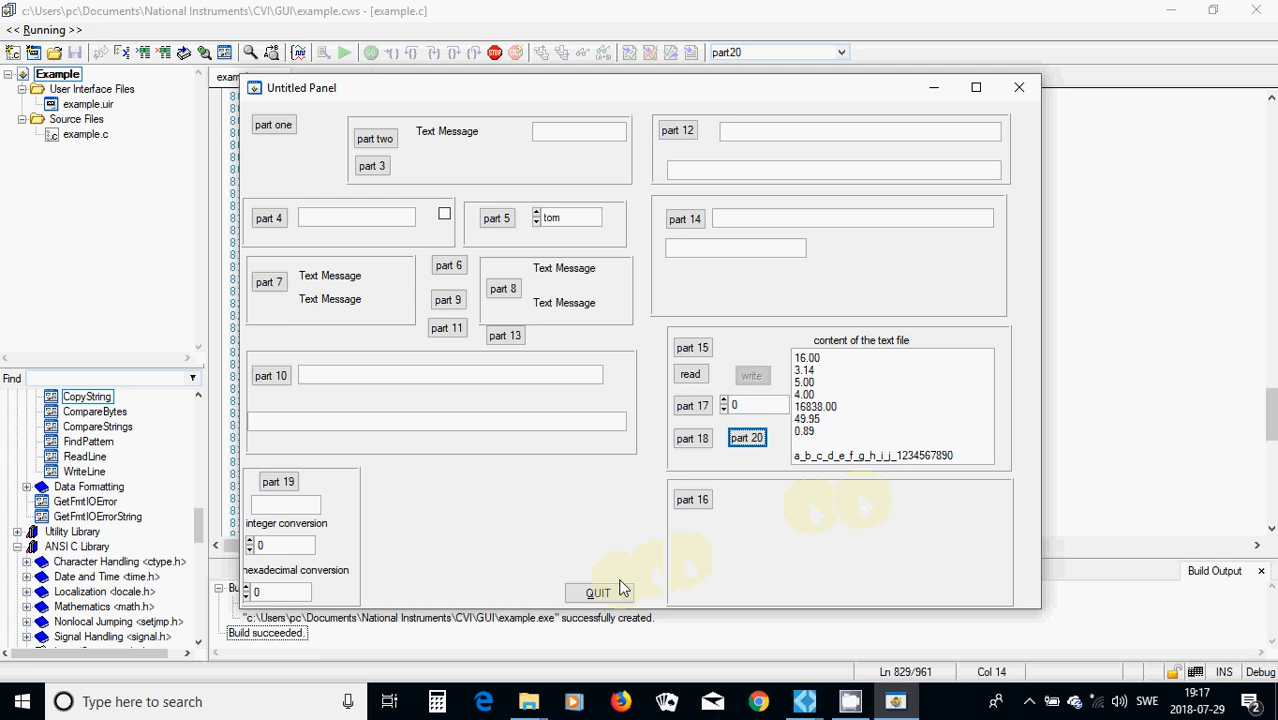 c:\Users\pc\Documents\National Instruments\CVI\GUI\example.cws - [example.c]
<< Running >>
part20
Example
User Interface Files
example.uir
Source Files
example.c
Find
CopyString
CompareBytes
CompareStrings
FindPattern
ReadLine
WriteLine
Data Formatting
GetFmtIOError
GetFmtIOErrorString
Utility Library
ANSI C Library
Character Handling <ctype.h>
Date and Time <time.h>
Localization <locale.h>
Mathematics <math.h>
Nonlocal Jumping <setjmp.h>
Signal Handling <signal.h>
Untitled Panel
part one
part two
Text Message
part 3
part 12
part 4
part 5
tom
part 14
part 7
Text Message
Text Message
part 6
part 9
part 11
part 8
Text Message
Text Message
part 13
part 10
part 15
read
write
part 17
0
part 18
part 20
content of the text file
16.00
3.14
5.00
4.00
16838.00
49.95
0.89
a_b_c_d_e_f_g_h_i_j_1234567890
part 19
integer conversion
0
hexadecimal conversion
0
part 16
QUIT
Build Output
"c:\Users\pc\Documents\National Instruments\CVI\GUI\example.exe" successfully created.
Build succeeded.
Ln 829/961
Col 14
INS
Debug
Type here to search
SWE
19:17
2018-07-29
2